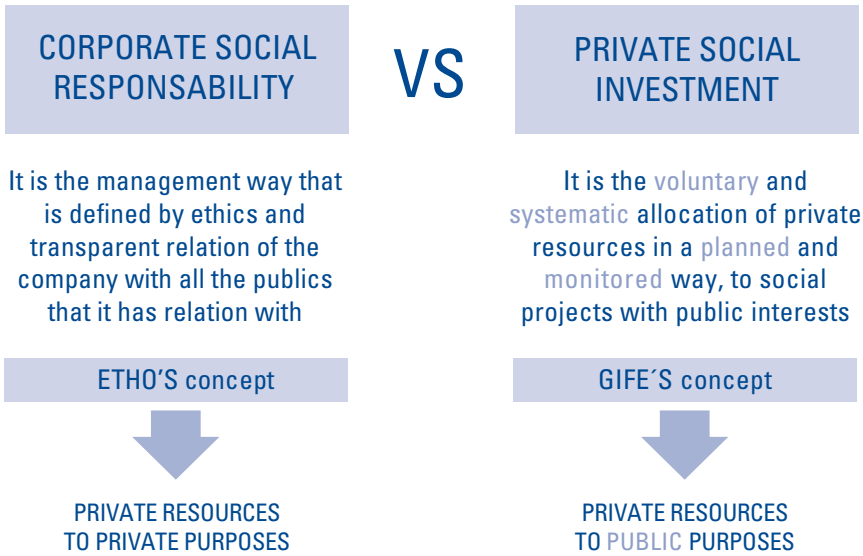 CORPORATE SOCIAL
RESPONSABILITY
VS
PRIVATE SOCIAL
INVESTMENT
It is the management way that
is defined by ethics and
transparent relation of the
company with all the publics
that it has relation with
It is the voluntary and
systematic allocation of private
resources in a planned and
monitored way, to social
projects with public interests
ETHO'S concept
GIFE´S concept
PRIVATE RESOURCES
TO PRIVATE PURPOSES
PRIVATE RESOURCES
TO PUBLIC PURPOSES